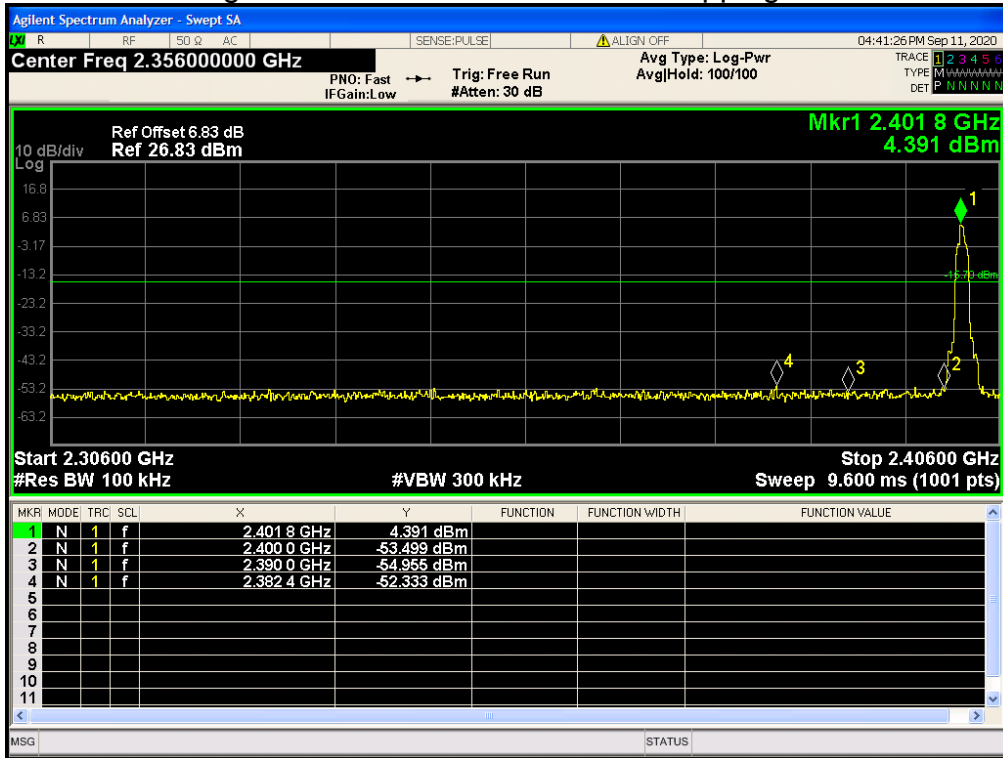 Agilent Spectrum Analyzer - Swept SA
LXI R RF 50 Ω AC SENSE:PULSE ALIGN OFF 04:41:26 PM Sep 11, 2020
Center Freq 2.356000000 GHz
PNO: Fast
IFGain:Low
Trig: Free Run
#Atten: 30 dB
Avg Type: Log-Pwr
Avg|Hold: 100/100
TRACE 1 2 3 4 5 6
TYPE M
DET P N N N N N
Mkr1 2.401 8 GHz
4.391 dBm
Ref Offset 6.83 dB
10 dB/div Ref 26.83 dBm
Log
16.8
6.83
-3.17
-13.2
-23.2
-33.2
-43.2
-53.2
-63.2
1
4
3
2
Start 2.30600 GHz Stop 2.40600 GHz
#Res BW 100 kHz #VBW 300 kHz Sweep 9.600 ms (1001 pts)
MKR MODE TRC SCL X Y FUNCTION FUNCTION WIDTH FUNCTION VALUE
1 N 1 f 2.401 8 GHz 4.391 dBm
2 N 1 f 2.400 0 GHz -53.499 dBm
3 N 1 f 2.390 0 GHz -54.955 dBm
4 N 1 f 2.382 4 GHz -52.333 dBm
5
6
7
8
9
10
11
MSG STATUS